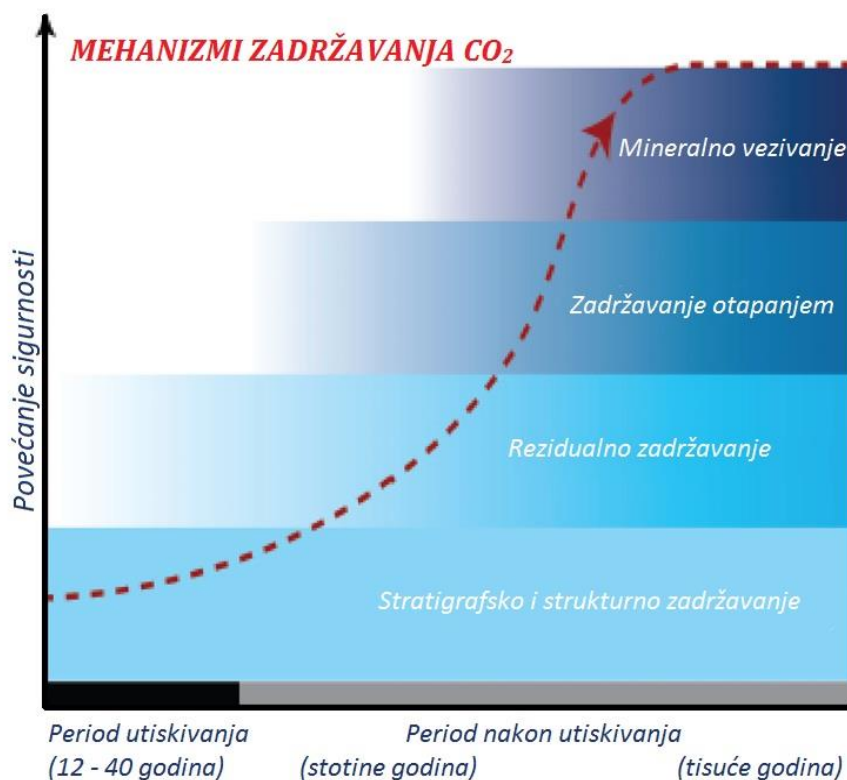 MEHANIZMI ZADRŽAVANJA CO₂
Mineralno vezivanje
Zadržavanje otapanjem
Rezidualno zadržavanje
Stratigrafsko i strukturno zadržavanje
Povećanje sigurnosti
Period utiskivanja
(12 - 40 godina)
Period nakon utiskivanja
(stotine godina)
(tisuće godina)